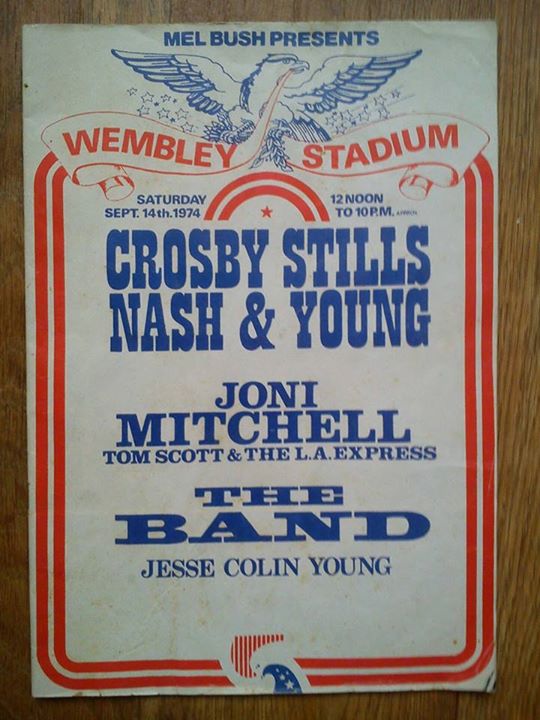 MEL BUSH PRESENTS
WEMBLEY STADIUM
SATURDAY
SEPT. 14th. 1974
12 NOON
TO 10 P.M.
CROSBY STILLS
NASH & YOUNG
JONI
MITCHELL
TOM SCOTT & THE L.A. EXPRESS
THE
BAND
JESSE COLIN YOUNG